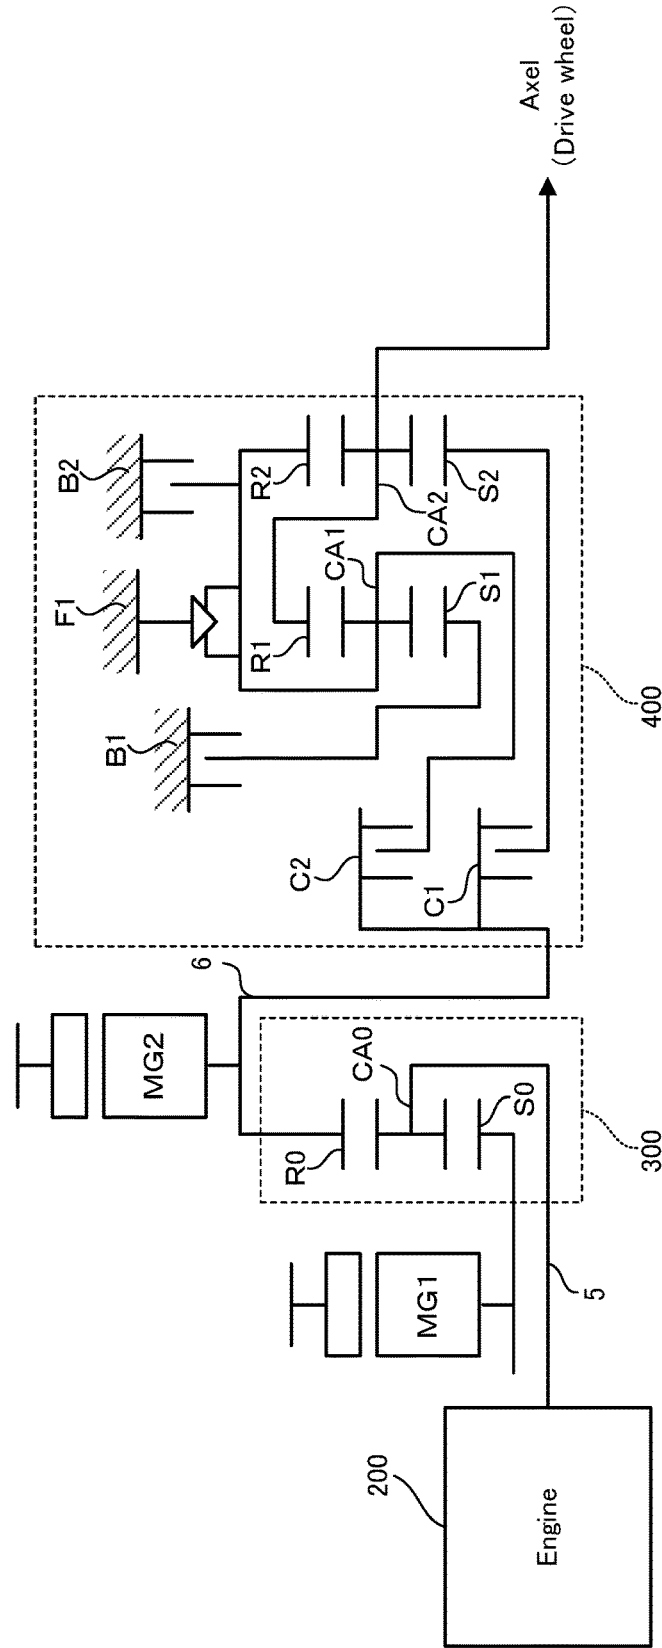 Engine
200
MG1
5
300
R0
CA0
S0
MG2
6
400
C2
C1
B1
F1
B2
R1
CA1
S1
R2
CA2
S2
Axel
(Drive wheel)